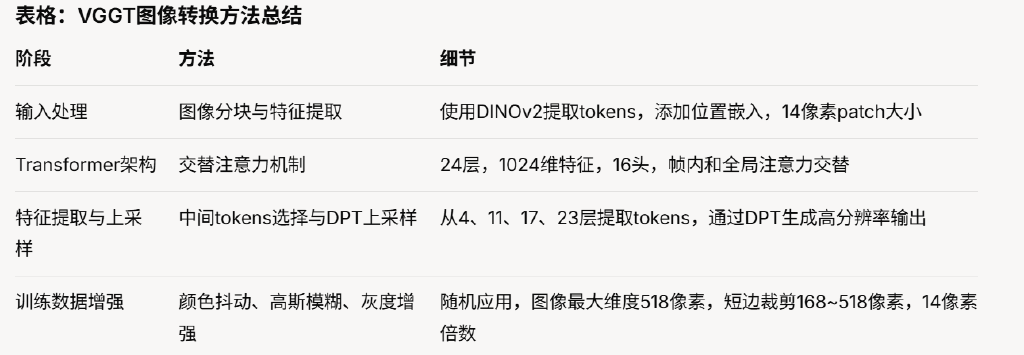 表格：VGGT图像转换方法总结
阶段 方法 细节
输入处理 图像分块与特征提取 使用DINOv2提取tokens，添加位置嵌入，14像素patch大小
Transformer架构 交替注意力机制 24层，1024维特征，16头，帧内和全局注意力交替
特征提取与上采 中间tokens选择与DPT上采样 从4、11、17、23层提取tokens，通过DPT生成高分辨率输出
样
训练数据增强 颜色抖动、高斯模糊、灰度增 随机应用，图像最大维度518像素，短边裁剪168~518像素，14像素
强 倍数